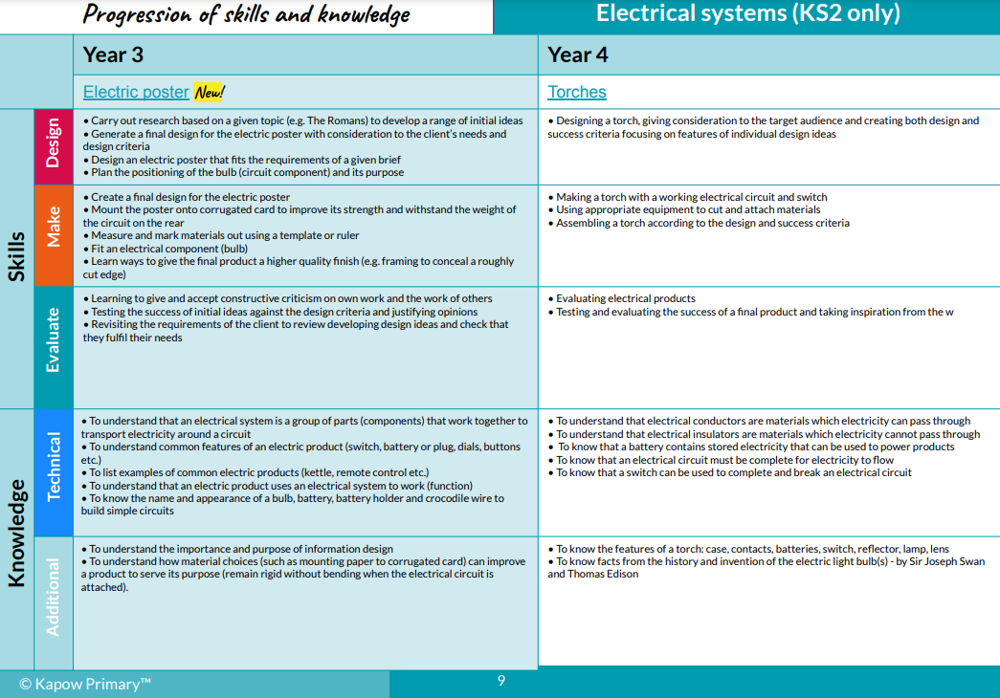 Progression of skills and knowledge
Electrical systems (KS2 only)
Year 3
Year 4
Electric poster New!
Torches
Skills
Design
• Carry out research based on a given topic (e.g. The Romans) to develop a range of initial ideas
• Generate a final design for the electric poster with consideration to the client's needs and
design criteria
• Design an electric poster that fits the requirements of a given brief
• Plan the positioning of the bulb (circuit component) and its purpose
• Designing a torch, giving consideration to the target audience and creating both design and
success criteria focusing on features of individual design ideas
Make
• Create a final design for the electric poster
• Mount the poster onto corrugated card to improve its strength and withstand the weight of
the circuit on the rear
• Measure and mark materials out using a template or ruler
• Fit an electrical component (bulb)
• Learn ways to give the final product a higher quality finish (e.g. framing to conceal a roughly
cut edge)
• Making a torch with a working electrical circuit and switch
• Using appropriate equipment to cut and attach materials
• Assembling a torch according to the design and success criteria
Evaluate
• Learning to give and accept constructive criticism on own work and the work of others
• Testing the success of initial ideas against the design criteria and justifying opinions
• Revisiting the requirements of the client to review developing design ideas and check that
they fulfil their needs
• Evaluating electrical products
• Testing and evaluating the success of a final product and taking inspiration from the w
Knowledge
Technical
• To understand that an electrical system is a group of parts (components) that work together to
transport electricity around a circuit
• To understand common features of an electric product (switch, battery or plug, dials, buttons
etc.)
• To list examples of common electric products (kettle, remote control etc.)
• To understand that an electric product uses an electrical system to work (function)
• To know the name and appearance of a bulb, battery, battery holder and crocodile wire to
build simple circuits
• To understand that electrical conductors are materials which electricity can pass through
• To understand that electrical insulators are materials which electricity cannot pass through
• To know that a battery contains stored electricity that can be used to power products
• To know that an electrical circuit must be complete for electricity to flow
• To know that a switch can be used to complete and break an electrical circuit
Additional
• To understand the importance and purpose of information design
• To understand how material choices (such as mounting paper to corrugated card) can improve
a product to serve its purpose (remain rigid without bending when the electrical circuit is
attached).
• To know the features of a torch: case, contacts, batteries, switch, reflector, lamp, lens
• To know facts from the history and invention of the electric light bulb(s) - by Sir Joseph Swan
and Thomas Edison
© Kapow Primary™
9